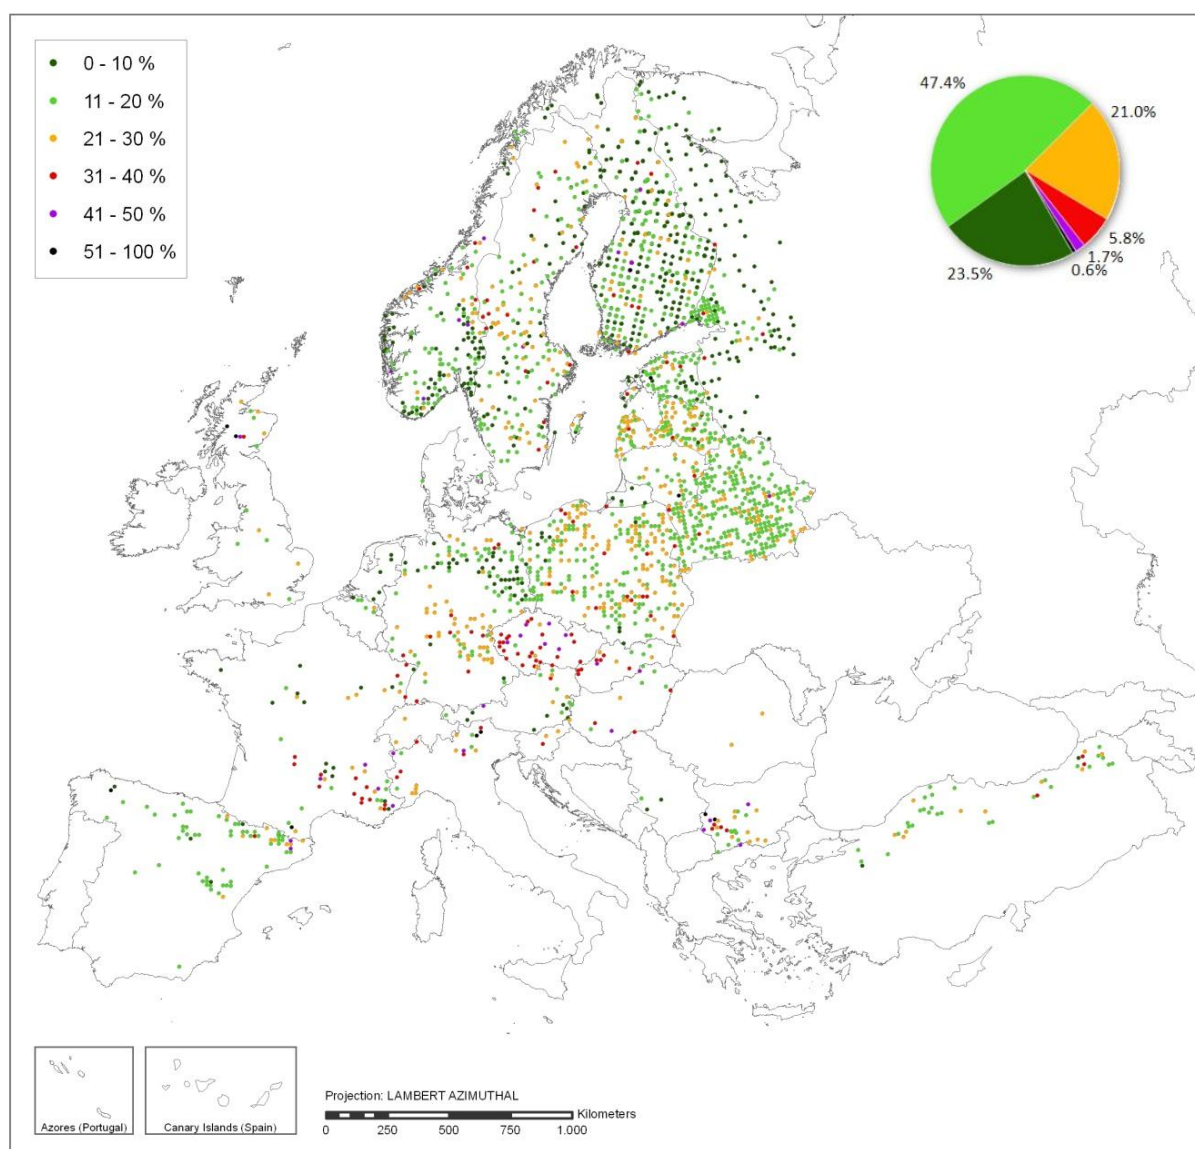 0 - 10 %
11 - 20 %
21 - 30 %
31 - 40 %
41 - 50 %
51 - 100 %
47.4%
21.0%
5.8%
1.7%
0.6%
23.5%
Azores (Portugal)
Canary Islands (Spain)
Projection: LAMBERT AZIMUTHAL
Kilometers
0 250 500 750 1.000